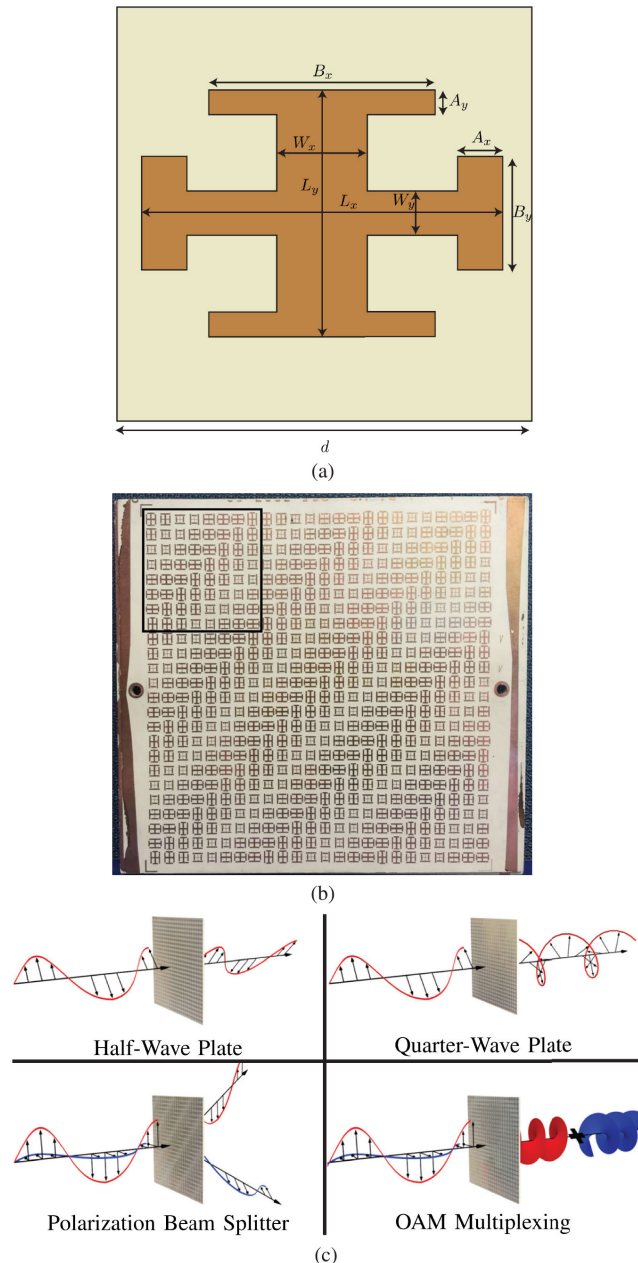 B_x
A_y
W_x
A_x
L_y
W_y
L_x
B_y
d
(a)
(b)
Half-Wave Plate
Quarter-Wave Plate
Polarization Beam Splitter
OAM Multiplexing
(c)